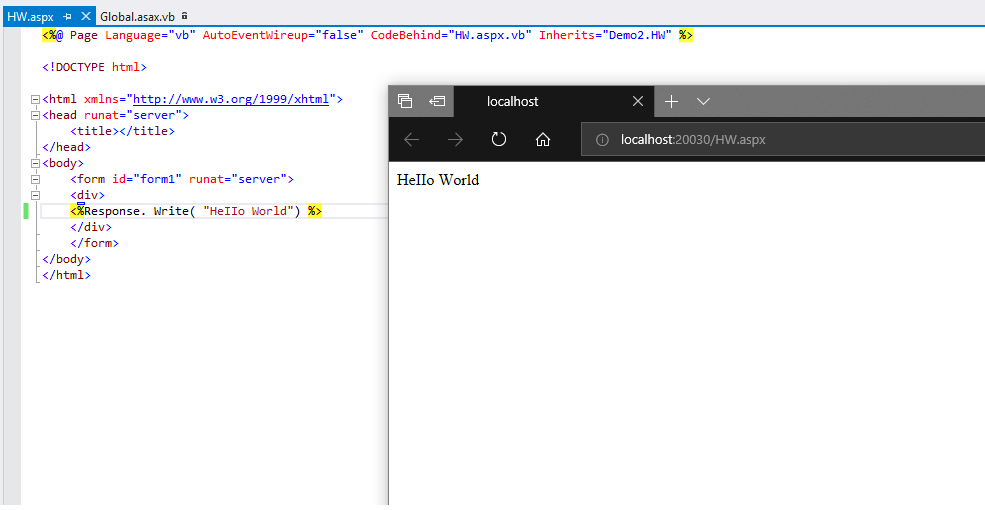 HW.aspx Global.asax.vb
<%@ Page Language="vb" AutoEventWireup="false" CodeBehind="HW.aspx.vb" Inherits="Demo2.HW" %>
<!DOCTYPE html>
<html xmlns="http://www.w3.org/1999/xhtml">
<head runat="server">
<title></title>
</head>
<body>
<form id="form1" runat="server">
<div>
<%Response. Write( "HeIIo World") %>
</div>
</form>
</body>
</html>
localhost
localhost:20030/HW.aspx
HeIIo World